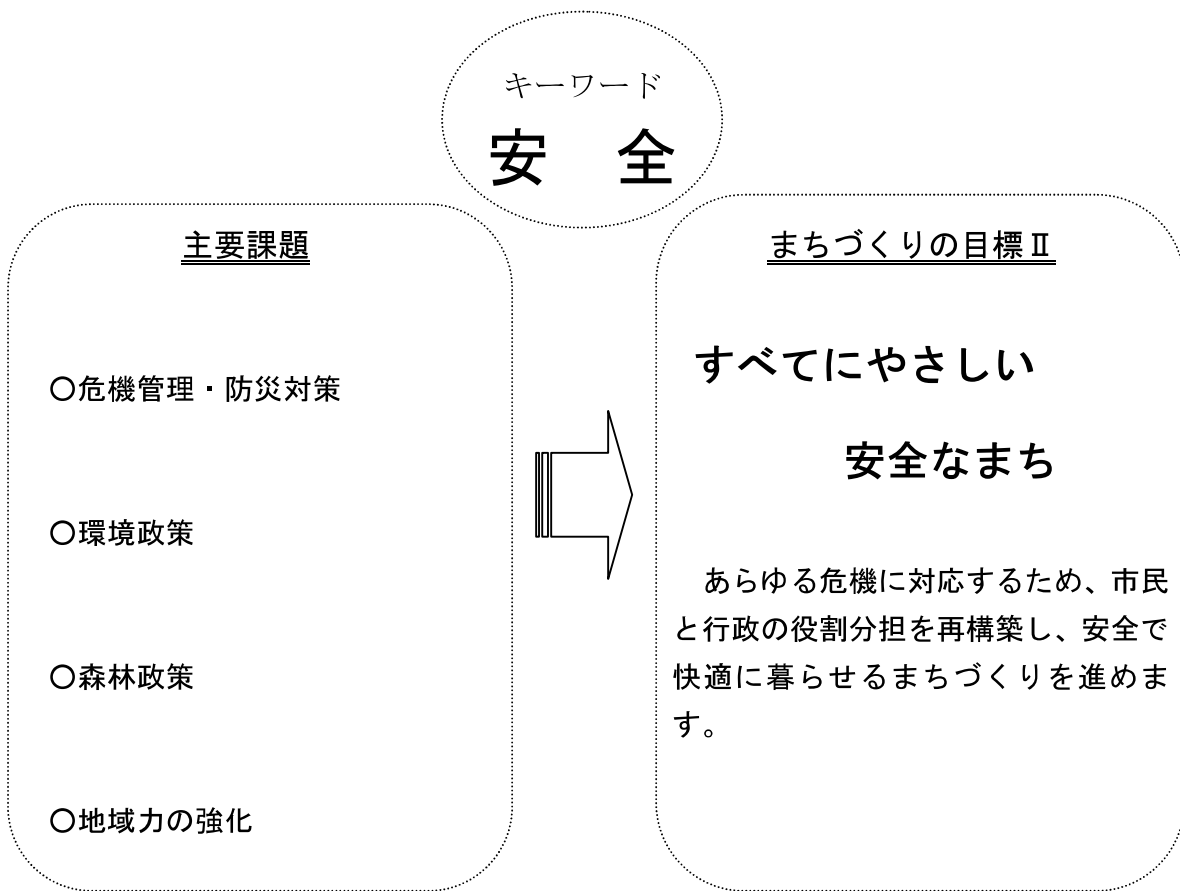 キーワード
安　全
主要課題
〇危機管理・防災対策
〇環境政策
〇森林政策
〇地域力の強化
まちづくりの目標Ⅱ
すべてにやさしい
安全なまち
あらゆる危機に対応するため、市民
と行政の役割分担を再構築し、安全で
快適に暮らせるまちづくりを進めま
す。